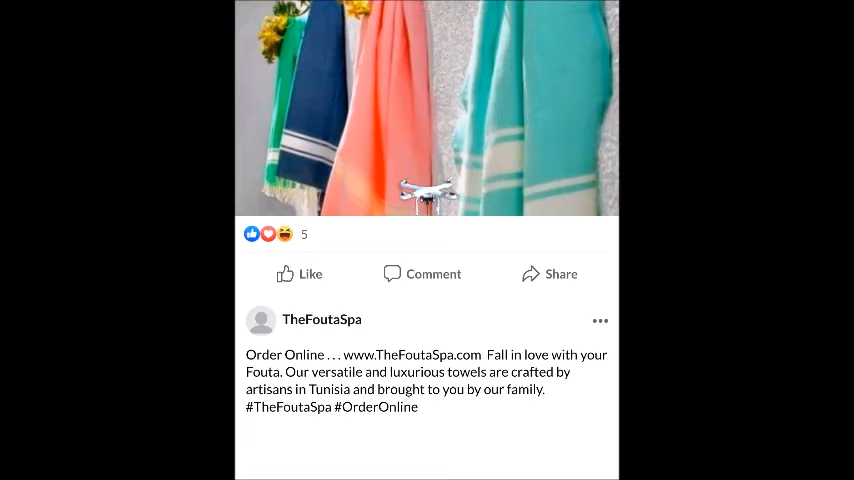 5
Like Comment Share
TheFoutaSpa
Order Online . . . www.TheFoutaSpa.com Fall in love with your
Fouta. Our versatile and luxurious towels are crafted by
artisans in Tunisia and brought to you by our family.
#TheFoutaSpa #OrderOnline